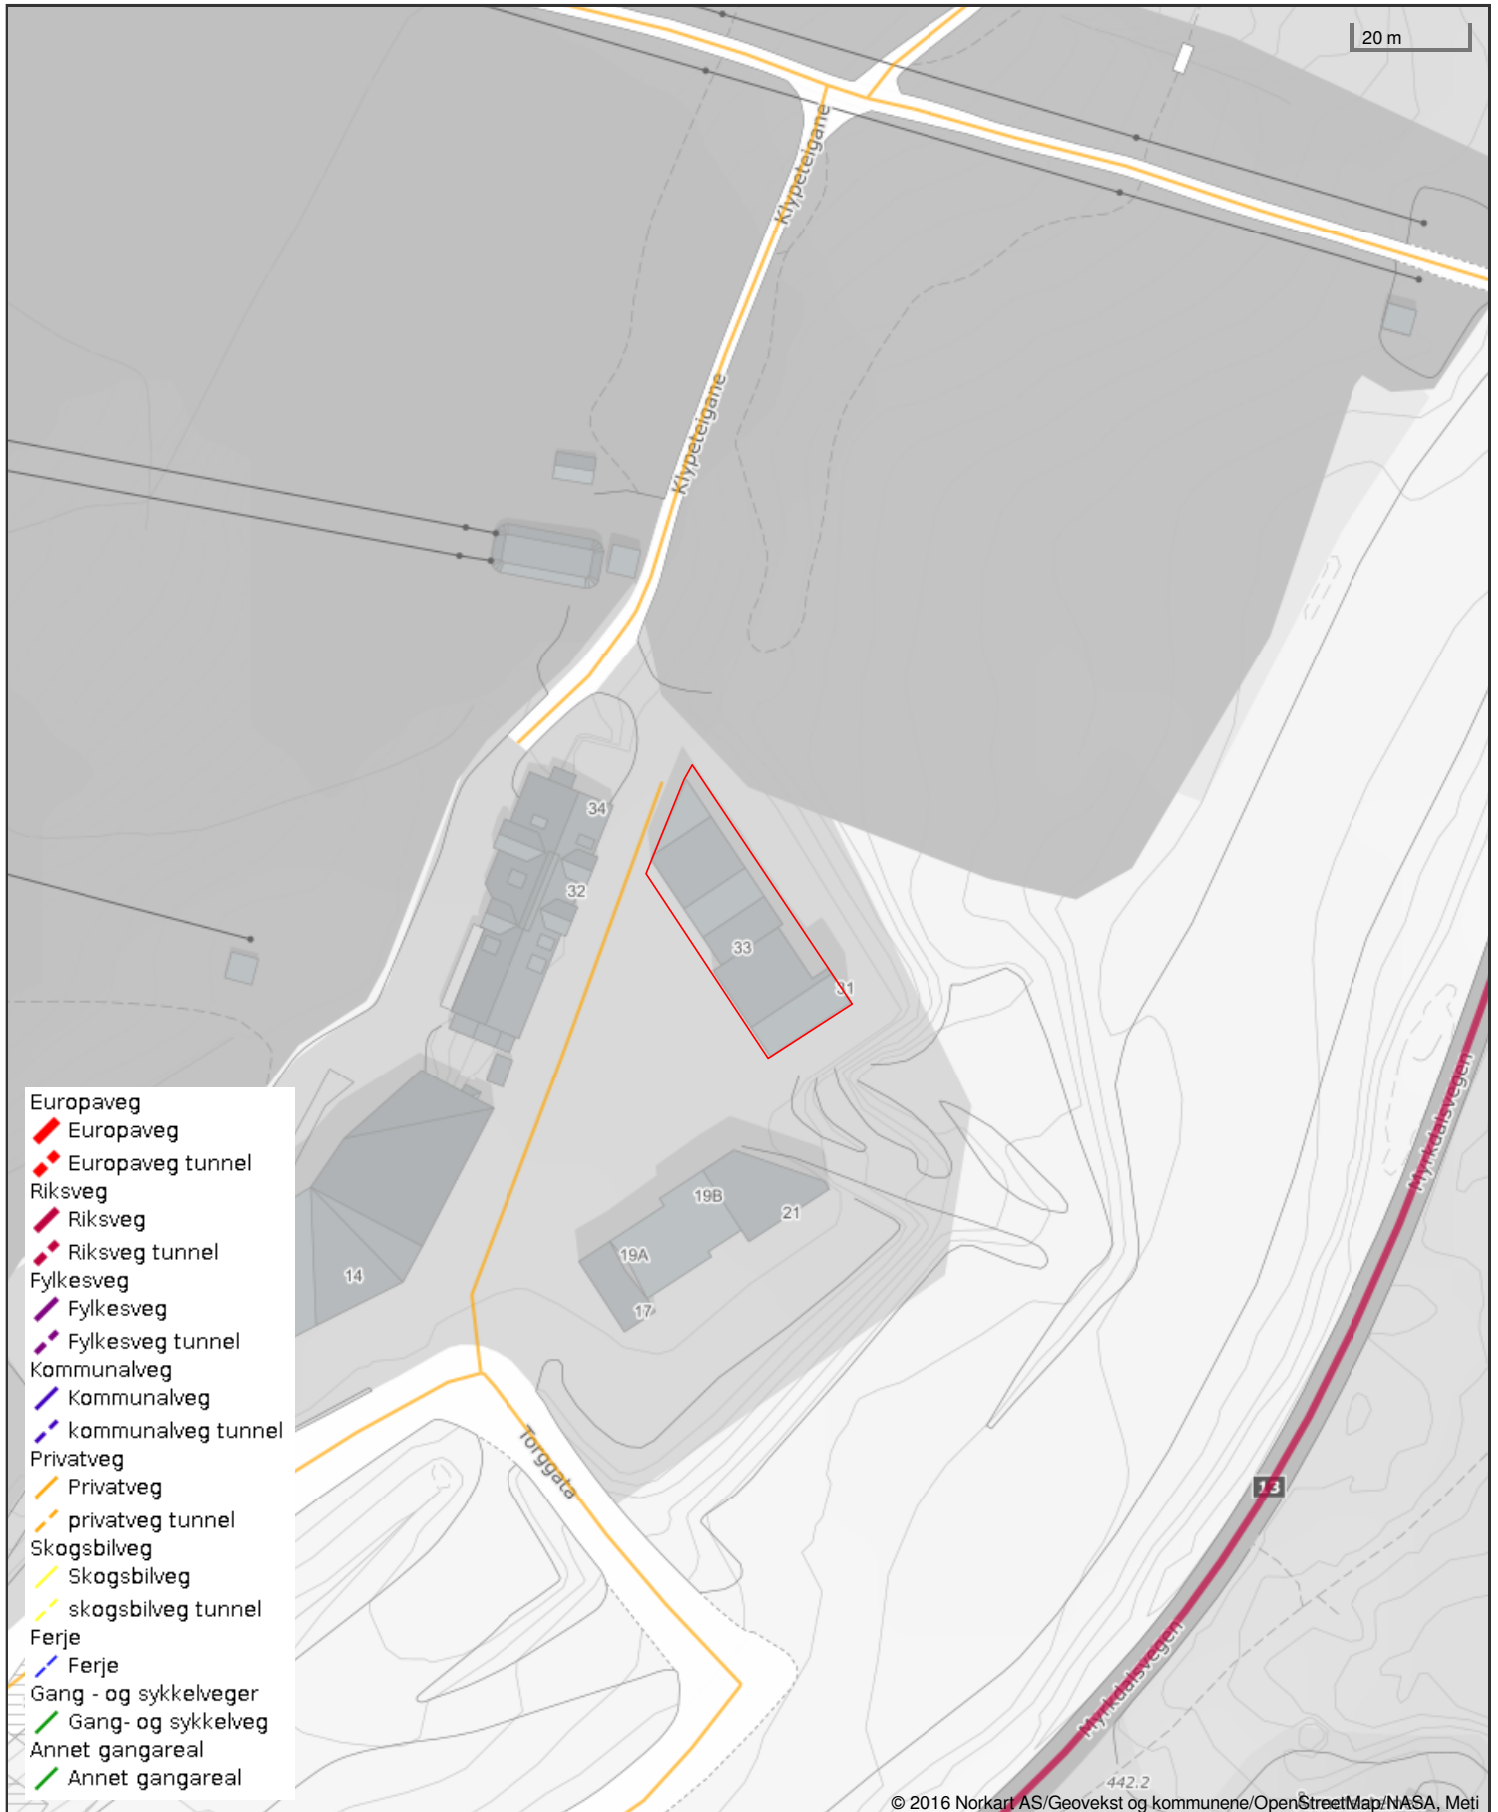 20 m
Klypeteigane
Klypeteigane
34
32
33
31
19B
21
19A
17
14
Torggata
Myrkdalsvegen
13
Myrkdalsvegen
442.2
Europaveg
Europaveg
Europaveg tunnel
Riksveg
Riksveg
Riksveg tunnel
Fylkesveg
Fylkesveg
Fylkesveg tunnel
Kommunalveg
Kommunalveg
kommunalveg tunnel
Privatveg
Privatveg
privatveg tunnel
Skogsbilveg
Skogsbilveg
skogsbilveg tunnel
Ferje
Ferje
Gang - og sykkelveger
Gang- og sykkelveg
Annet gangareal
Annet gangareal
© 2016 Norkart AS/Geovekst og kommunene/OpenStreetMap/NASA, Meti